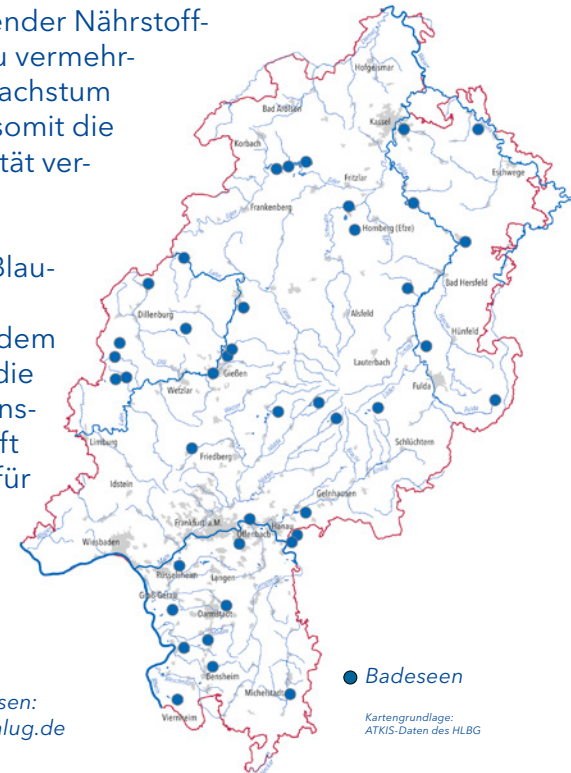 ender Nährstoff-
u vermehr-
achstum
somit die
tät ver-
Blau-
dem
die
ns-
ft
für
sen:
lug.de
Hofgeismar
Bad Arolsen
Kassel
Korbach
Eschwege
Fritzlar
Frankenberg
Homberg (Efze)
Bad Hersfeld
Dillenburg
Alsfeld
Hünfeld
Lauterbach
Gießen
Wetzlar
Fulda
Limburg
Schlüchtern
Friedberg
Idstein
Gelnhausen
Frankfurt a.M.
Hanau
Offenbach
Wiesbaden
Rüsselsheim
Langen
Groß-Gerau
Darmstadt
Bensheim
Michelstadt
Viernheim
Badeseen
Kartengrundlage:
ATKIS-Daten des HLBG